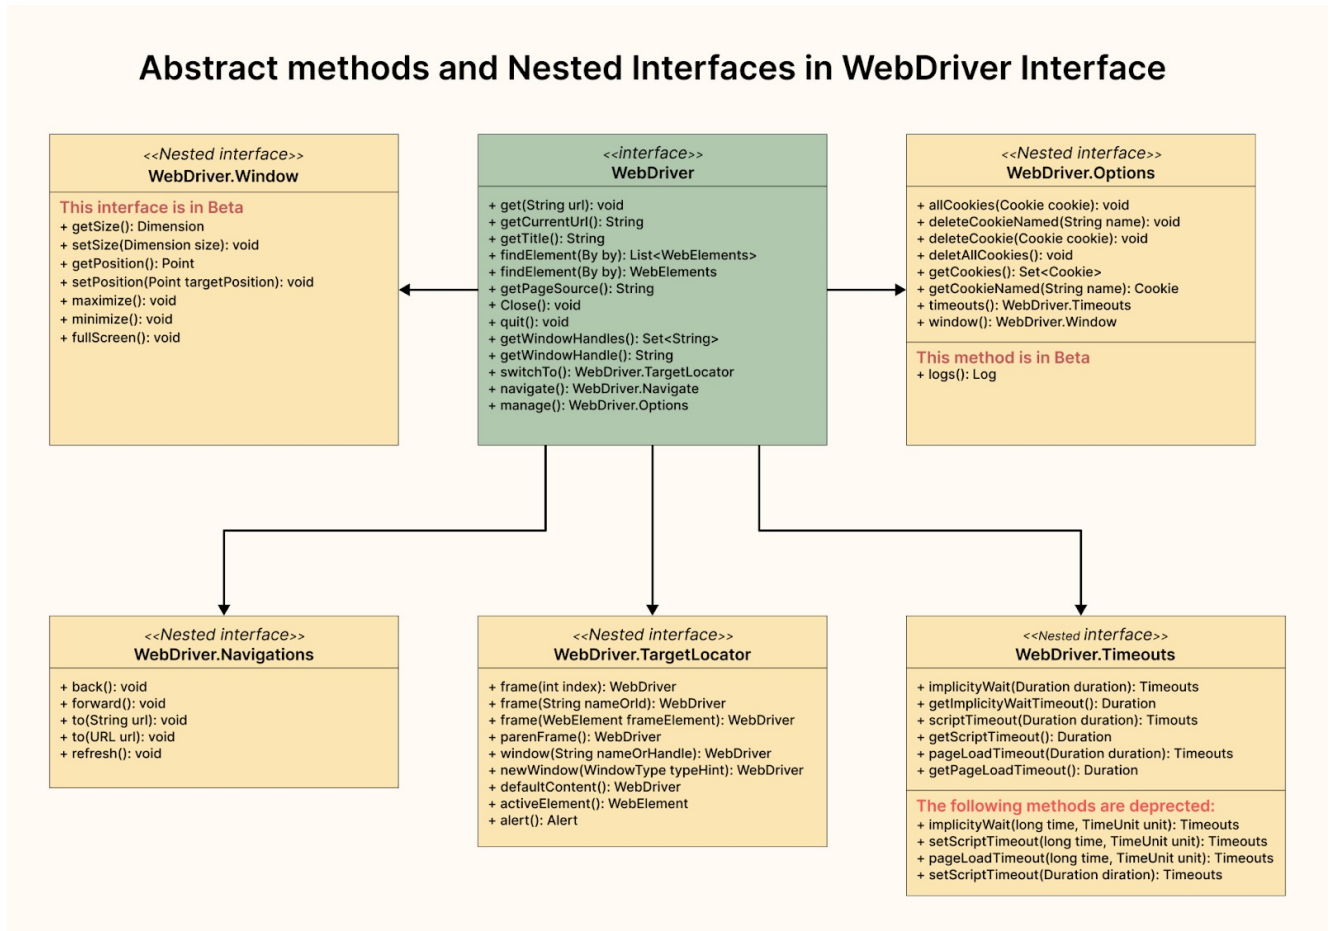 Abstract methods and Nested Interfaces in WebDriver Interface
<<Nested interface>>
WebDriver.Window
This interface is in Beta
+ getSize(): Dimension
+ setSize(Dimension size): void
+ getPosition(): Point
+ setPosition(Point targetPosition): void
+ maximize(): void
+ minimize(): void
+ fullScreen(): void
<<interface>>
WebDriver
+ get(String url): void
+ getCurrentUrl(): String
+ getTitle(): String
+ findElement(By by): List<WebElements>
+ findElement(By by): WebElements
+ getPageSource(): String
+ Close(): void
+ quit(): void
+ getWindowHandles(): Set<String>
+ getWindowHandle(): String
+ switchTo(): WebDriver.TargetLocator
+ navigate(): WebDriver.Navigate
+ manage(): WebDriver.Options
<<Nested interface>>
WebDriver.Options
+ allCookies(Cookie cookie): void
+ deleteCookieNamed(String name): void
+ deleteCookie(Cookie cookie): void
+ deletAllCookies(): void
+ getCookies(): Set<Cookie>
+ getCookieNamed(String name): Cookie
+ timeouts(): WebDriver.Timeouts
+ window(): WebDriver.Window
This method is in Beta
+ logs(): Log
<<Nested interface>>
WebDriver.Navigations
+ back(): void
+ forward(): void
+ to(String url): void
+ to(URL url): void
+ refresh(): void
<<Nested interface>>
WebDriver.TargetLocator
+ frame(int index): WebDriver
+ frame(String nameOrId): WebDriver
+ frame(WebElement frameElement): WebDriver
+ parenFrame(): WebDriver
+ window(String nameOrHandle): WebDriver
+ newWindow(WindowType typeHint): WebDriver
+ defaultContent(): WebDriver
+ activeElement(): WebElement
+ alert(): Alert
<<Nested interface>>
WebDriver.Timeouts
+ implicityWait(Duration duration): Timeouts
+ getImplicityWaitTimeout(): Duration
+ scriptTimeout(Duration duration): Timouts
+ getScriptTimeout(): Duration
+ pageLoadTimeout(Duration duration): Timeouts
+ getPageLoadTimeout(): Duration
The following methods are deprected:
+ implicityWait(long time, TimeUnit unit): Timeouts
+ setScriptTimeout(long time, TimeUnit unit): Timeouts
+ pageLoadTimeout(long time, TimeUnit unit): Timeouts
+ setScriptTimeout(Duration diration): Timeouts